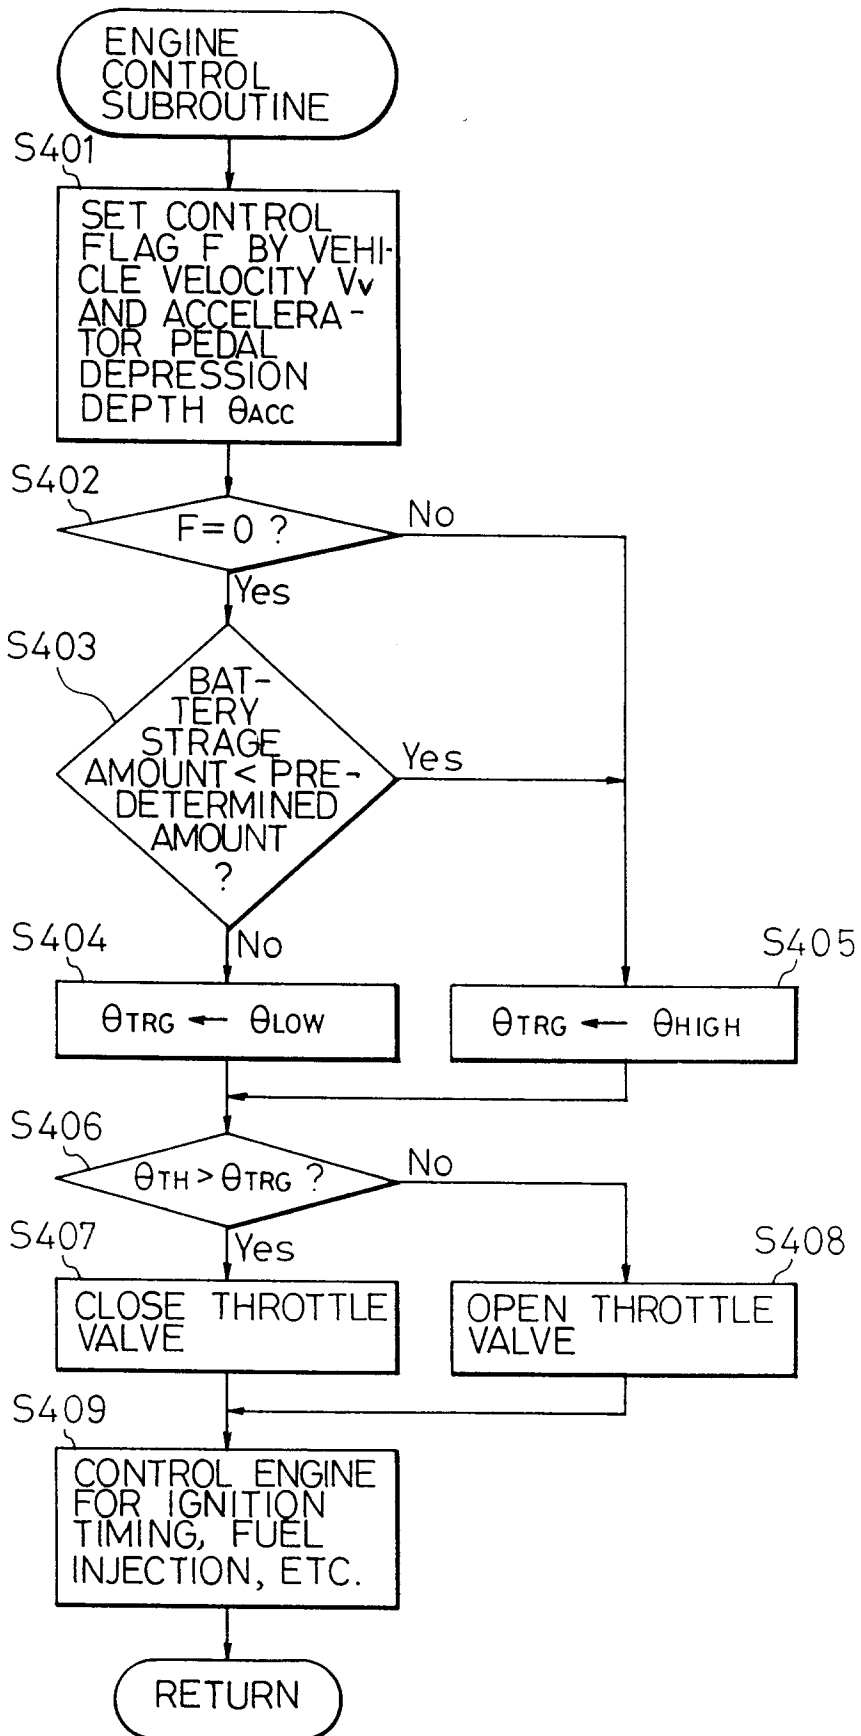 ENGINE
CONTROL
SUBROUTINE
S401
SET CONTROL
FLAG F BY VEHI-
CLE VELOCITY Vv
AND ACCELERA-
TOR PEDAL
DEPRESSION
DEPTH θACC
S402
F=0 ?
No
Yes
S403
BAT-
TERY
STRAGE
AMOUNT < PRE-
DETERMINED
AMOUNT
?
Yes
No
S404
θTRG ← θLOW
S405
θTRG ← θHIGH
S406
θTH > θTRG ?
No
Yes
S407
CLOSE THROTTLE
VALVE
S408
OPEN THROTTLE
VALVE
S409
CONTROL ENGINE
FOR IGNITION
TIMING, FUEL
INJECTION, ETC.
RETURN